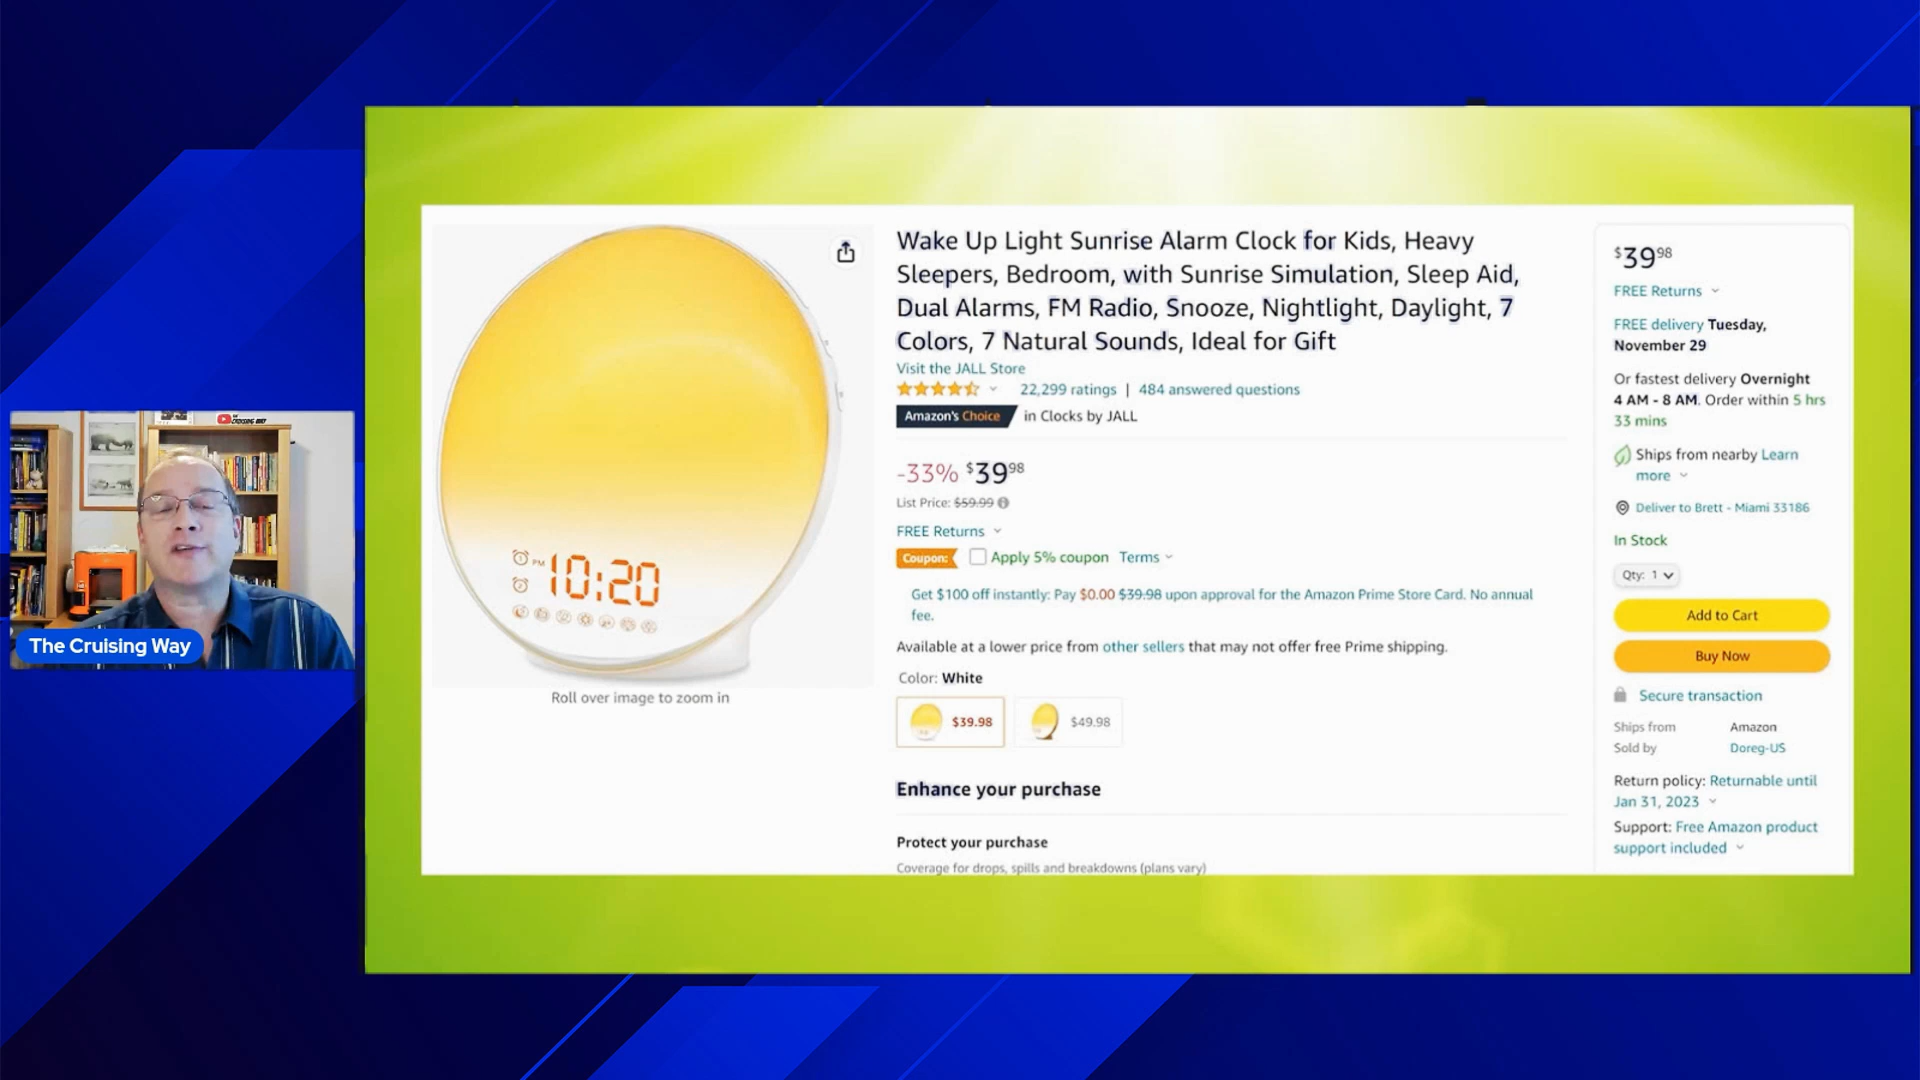 THE
CRUISING WAY
The Cruising Way
PM 10:20
Roll over image to zoom in
Wake Up Light Sunrise Alarm Clock for Kids, Heavy
Sleepers, Bedroom, with Sunrise Simulation, Sleep Aid,
Dual Alarms, FM Radio, Snooze, Nightlight, Daylight, 7
Colors, 7 Natural Sounds, Ideal for Gift
Visit the JALL Store
22,299 ratings | 484 answered questions
Amazon's Choice in Clocks by JALL
-33% $39 98
List Price: $59.99
FREE Returns
Coupon: Apply 5% coupon Terms
Get $100 off instantly: Pay $0.00 $39.98 upon approval for the Amazon Prime Store Card. No annual
fee.
Available at a lower price from other sellers that may not offer free Prime shipping.
Color: White
$39.98 $49.98
Enhance your purchase
Protect your purchase
Coverage for drops, spills and breakdowns (plans vary)
$39 98
FREE Returns
FREE delivery Tuesday,
November 29
Or fastest delivery Overnight
4 AM - 8 AM. Order within 5 hrs
33 mins
Ships from nearby Learn
more
Deliver to Brett - Miami 33186
In Stock
Qty: 1
Add to Cart
Buy Now
Secure transaction
Ships from Amazon
Sold by Doreg-US
Return policy: Returnable until
Jan 31, 2023
Support: Free Amazon product
support included